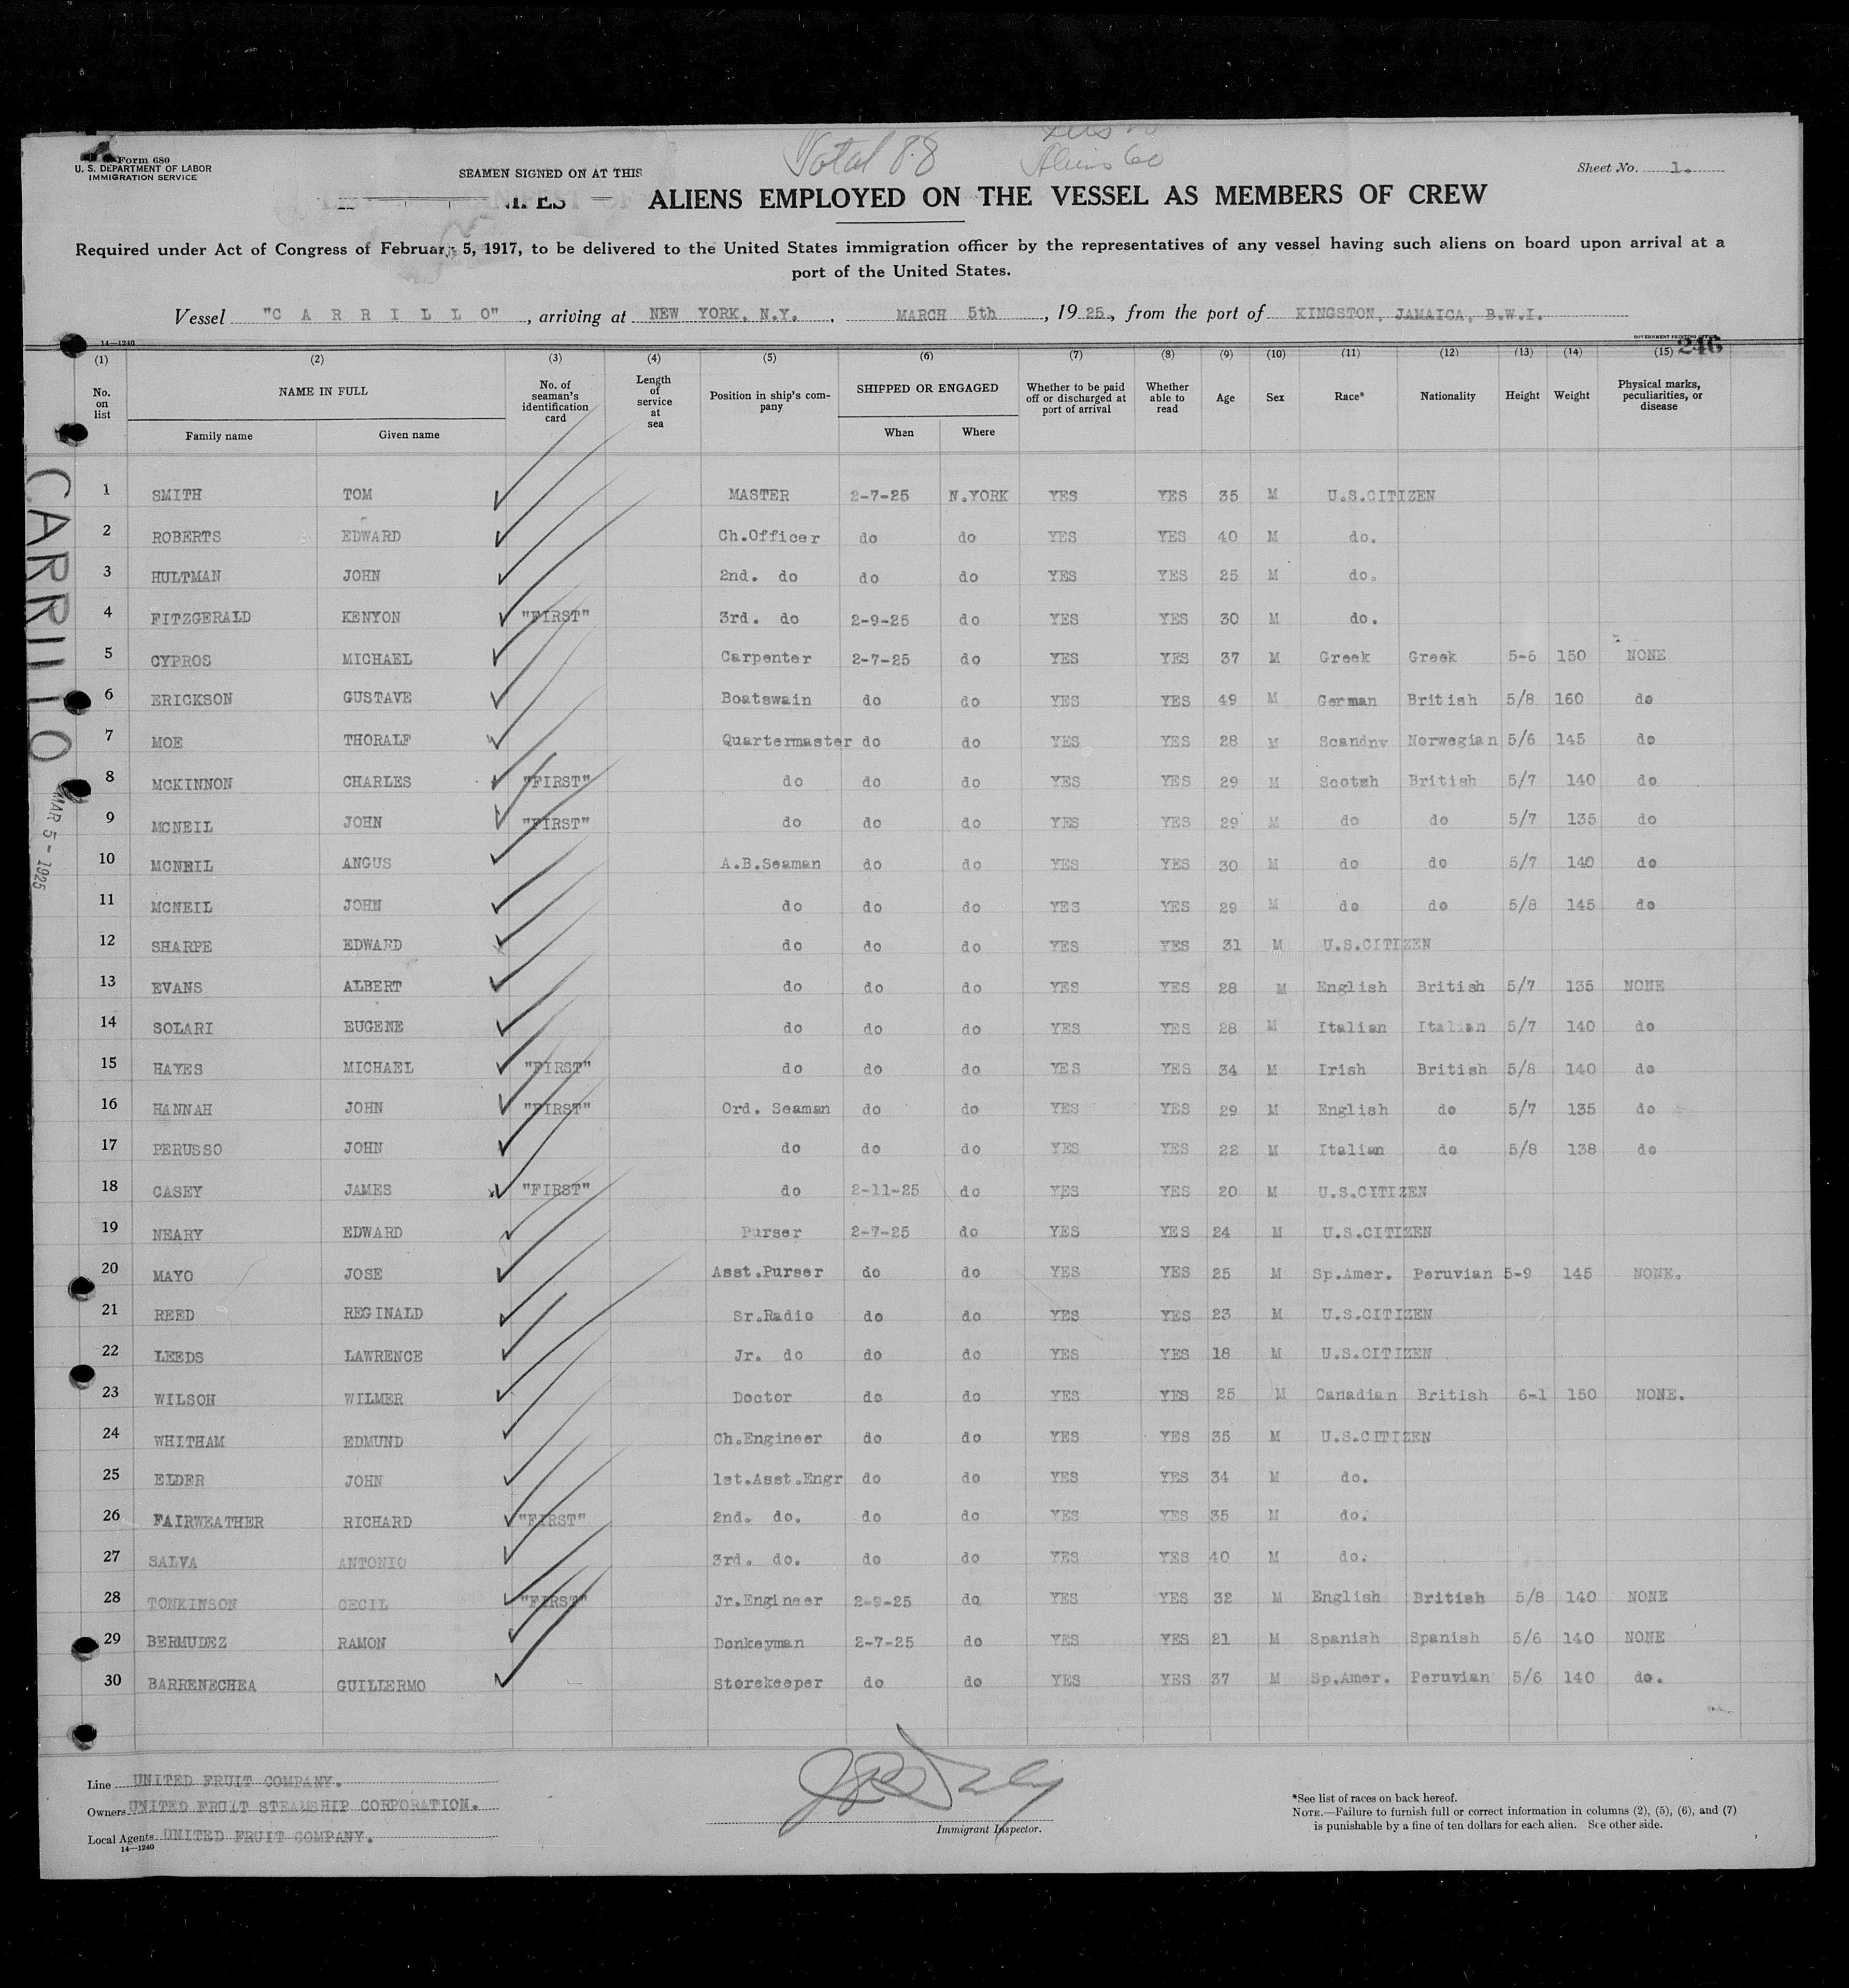 Form 680
U. S. DEPARTMENT OF LABOR
IMMIGRATION SERVICE
SEAMEN SIGNED ON AT THIS
Total 88
Aliens 60
Sheet No. 1.
ALIENS EMPLOYED ON THE VESSEL AS MEMBERS OF CREW
Required under Act of Congress of February 5, 1917, to be delivered to the United States immigration officer by the representatives of any vessel having such aliens on board upon arrival at a
port of the United States.
Vessel "C A R R I L L O", arriving at NEW YORK, N.Y., MARCH 5th, 1925, from the port of KINGSTON, JAMAICA, B.W.I.
14—1240
GOVERNMENT PRINTING OFFICE
246
(1) (2) (3) (4) (5) (6) (7) (8) (9) (10) (11) (12) (13) (14) (15)
No. on list NAME IN FULL No. of seaman's identification card Length of service at sea Position in ship's company SHIPPED OR ENGAGED Whether to be paid off or discharged at port of arrival Whether able to read Age Sex Race* Nationality Height Weight Physical marks, peculiarities, or disease
Family name Given name When Where
1 SMITH TOM MASTER 2-7-25 N.YORK YES YES 35 M U.S.CITIZEN
2 ROBERTS EDWARD Ch.Officer do do YES YES 40 M do.
3 HULTMAN JOHN 2nd. do do do YES YES 25 M do.
4 FITZGERALD KENYON "FIRST" 3rd. do 2-9-25 do YES YES 30 M do.
5 CYPROS MICHAEL Carpenter 2-7-25 do YES YES 37 M Greek Greek 5-6 150 NONE
6 ERICKSON GUSTAVE Boatswain do do YES YES 49 M German British 5/8 160 do
7 MOE THORALF Quartermaster do do YES YES 28 M Scandnv Norwegian 5/6 145 do
8 MCKINNON CHARLES "FIRST" do do do YES YES 29 M Scotsh British 5/7 140 do
9 MCNEIL JOHN "FIRST" do do do YES YES 29 M do do 5/7 135 do
10 MCNEIL ANGUS A.B.Seaman do do YES YES 30 M do do 5/7 140 do
11 MCNEIL JOHN do do do YES YES 29 M do do 5/8 145 do
12 SHARPE EDWARD do do do YES YES 31 M U.S.CITIZEN
13 EVANS ALBERT do do do YES YES 28 M English British 5/7 135 NONE
14 SOLARI EUGENE do do do YES YES 28 M Italian Italian 5/7 140 do
15 HAYES MICHAEL "FIRST" do do do YES YES 34 M Irish British 5/8 140 do
16 HANNAH JOHN "FIRST" Ord. Seaman do do YES YES 29 M English do 5/7 135 do
17 PERUSSO JOHN do do do YES YES 22 M Italian do 5/8 138 do
18 CASEY JAMES "FIRST" do 2-11-25 do YES YES 20 M U.S.CITIZEN
19 NEARY EDWARD Purser 2-7-25 do YES YES 24 M U.S.CITIZEN
20 MAYO JOSE Asst.Purser do do YES YES 25 M Sp.Amer. Peruvian 5-9 145 NONE.
21 REED REGINALD Sr.Radio do do YES YES 23 M U.S.CITIZEN
22 LEEDS LAWRENCE Jr. do do do YES YES 18 M U.S.CITIZEN
23 WILSON WILMER Doctor do do YES YES 25 M Canadian British 6-1 150 NONE.
24 WHITHAM EDMUND Ch.Engineer do do YES YES 35 M U.S.CITIZEN
25 ELDER JOHN 1st.Asst.Engr do do YES YES 34 M do.
26 FAIRWEATHER RICHARD "FIRST" 2nd. do. do do YES YES 35 M do.
27 SALVA ANTONIO 3rd. do. do do YES YES 40 M do.
28 TONKINSON CECIL "FIRST" Jr.Engineer 2-9-25 do YES YES 32 M English British 5/8 140 NONE
29 BERMUDEZ RAMON Donkeyman 2-7-25 do YES YES 21 M Spanish Spanish 5/6 140 NONE
30 BARRENECHEA GUILLERMO Storekeeper do do YES YES 37 M Sp.Amer. Peruvian 5/6 140 do.
CARRILLO
MAR 5 - 1925
Line UNITED FRUIT COMPANY.
Owners UNITED FRUIT STEAMSHIP CORPORATION.
Local Agents UNITED FRUIT COMPANY.
14—1240
Immigrant Inspector.
*See list of races on back hereof.
NOTE.—Failure to furnish full or correct information in columns (2), (5), (6), and (7)
is punishable by a fine of ten dollars for each alien. See other side.